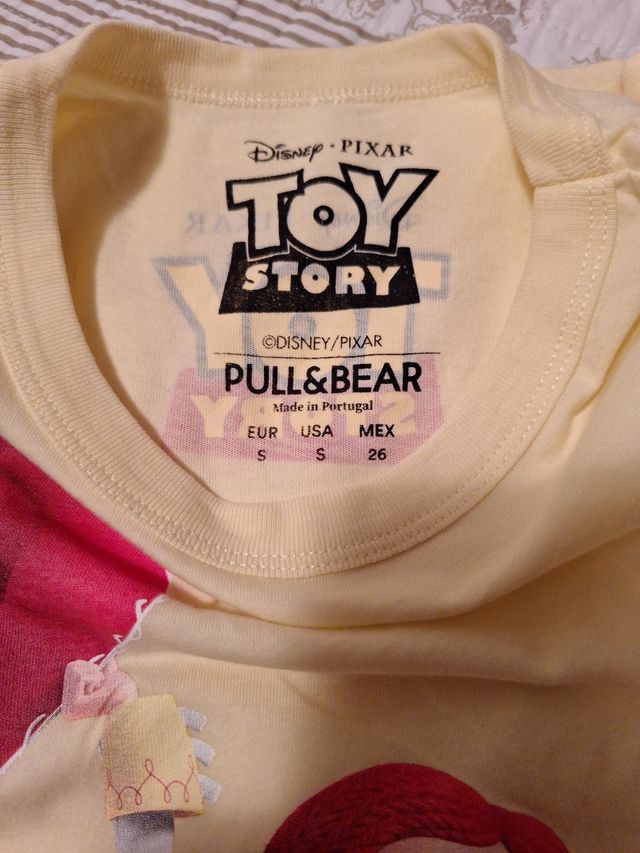 Disney · PIXAR
TOY
STORY
©DISNEY/PIXAR
PULL&BEAR
Made in Portugal
EUR USA MEX
S S 26